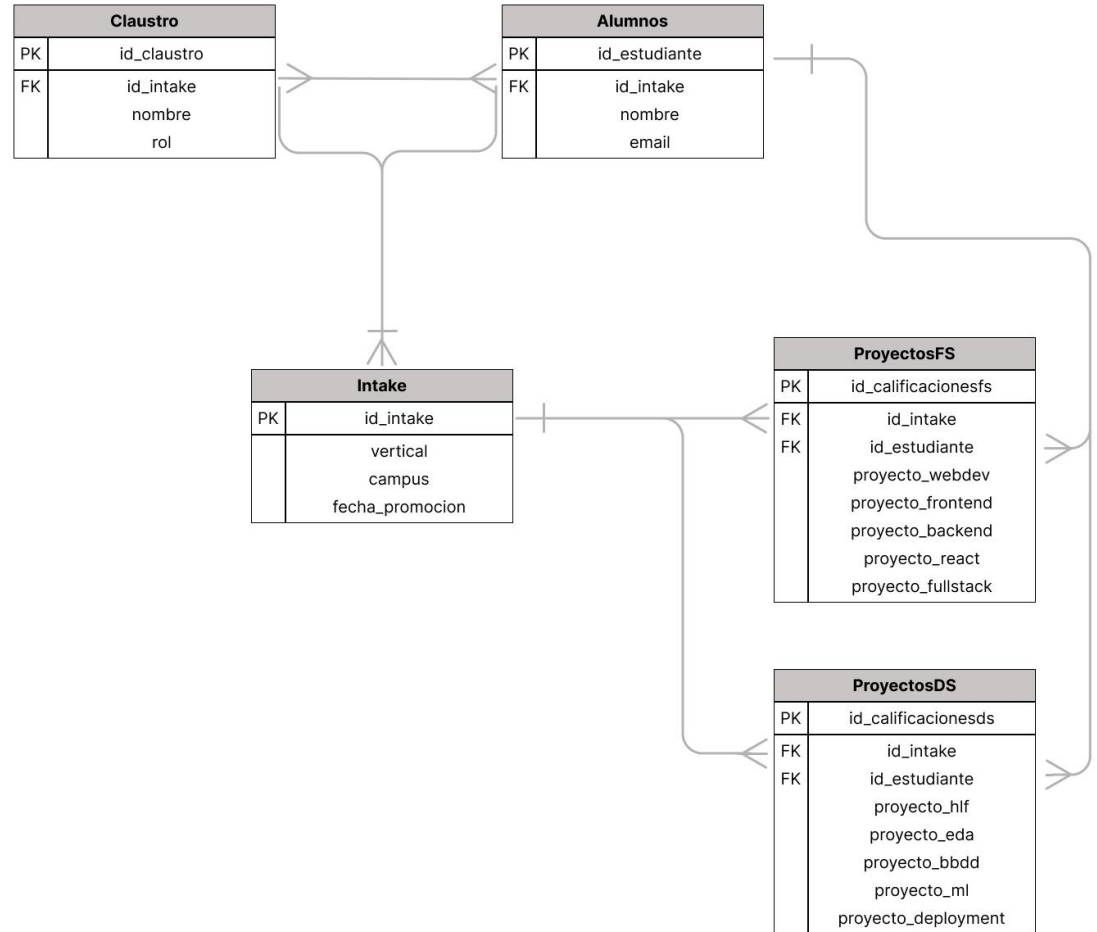 Claustro
PK id_claustro
FK id_intake
nombre
rol
Alumnos
PK id_estudiante
FK id_intake
nombre
email
Intake
PK id_intake
vertical
campus
fecha_promocion
ProyectosFS
PK id_calificacionesfs
FK id_intake
FK id_estudiante
proyecto_webdev
proyecto_frontend
proyecto_backend
proyecto_react
proyecto_fullstack
ProyectosDS
PK id_calificacionesds
FK id_intake
FK id_estudiante
proyecto_hlf
proyecto_eda
proyecto_bbdd
proyecto_ml
proyecto_deployment